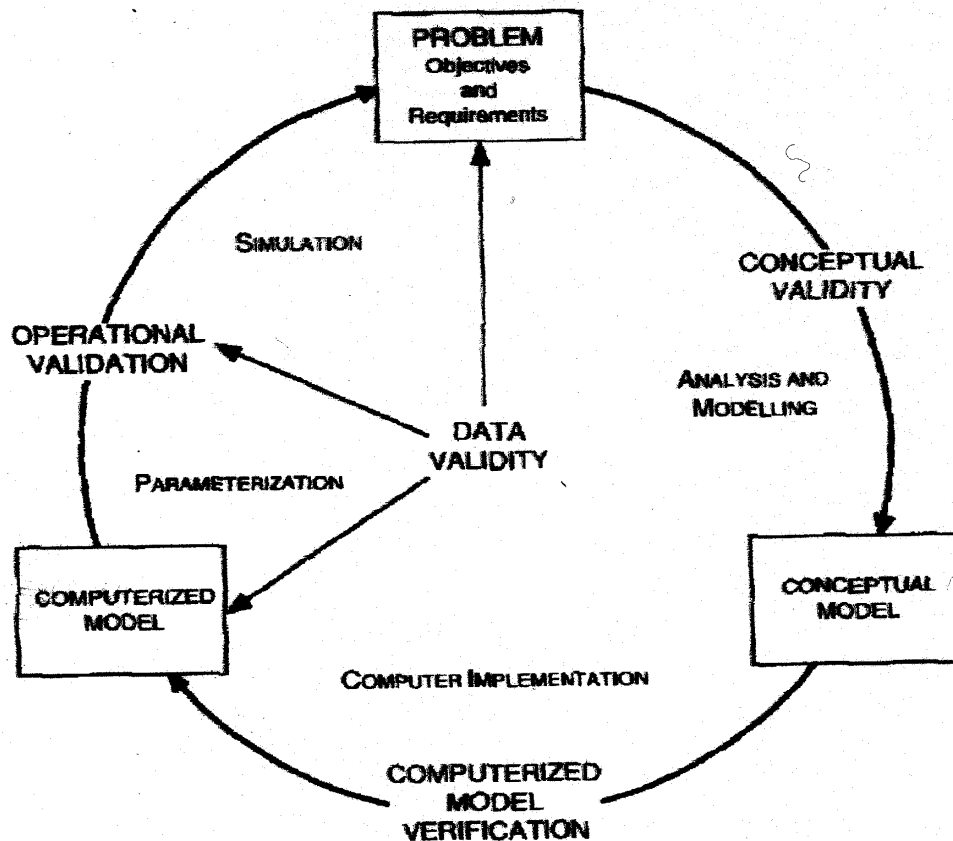 PROBLEM
Objectives
and
Requirements
SIMULATION
CONCEPTUAL
VALIDITY
OPERATIONAL
VALIDATION
ANALYSIS AND
MODELLING
DATA
VALIDITY
PARAMETERIZATION
COMPUTERIZED
MODEL
CONCEPTUAL
MODEL
COMPUTER IMPLEMENTATION
COMPUTERIZED
MODEL
VERIFICATION